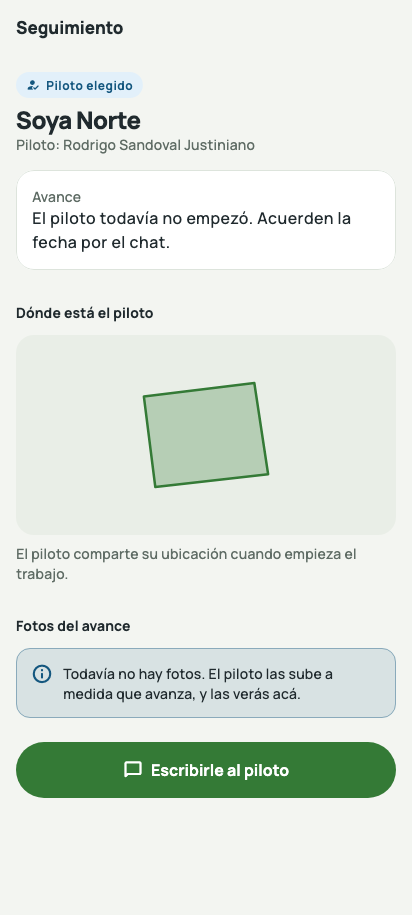 Seguimiento
Piloto elegido
Soya Norte
Piloto: Rodrigo Sandoval Justiniano
Avance
El piloto todavía no empezó. Acuerden la
fecha por el chat.
Dónde está el piloto
El piloto comparte su ubicación cuando empieza el
trabajo.
Fotos del avance
Todavía no hay fotos. El piloto las sube a
medida que avanza, y las verás acá.
Escribirle al piloto